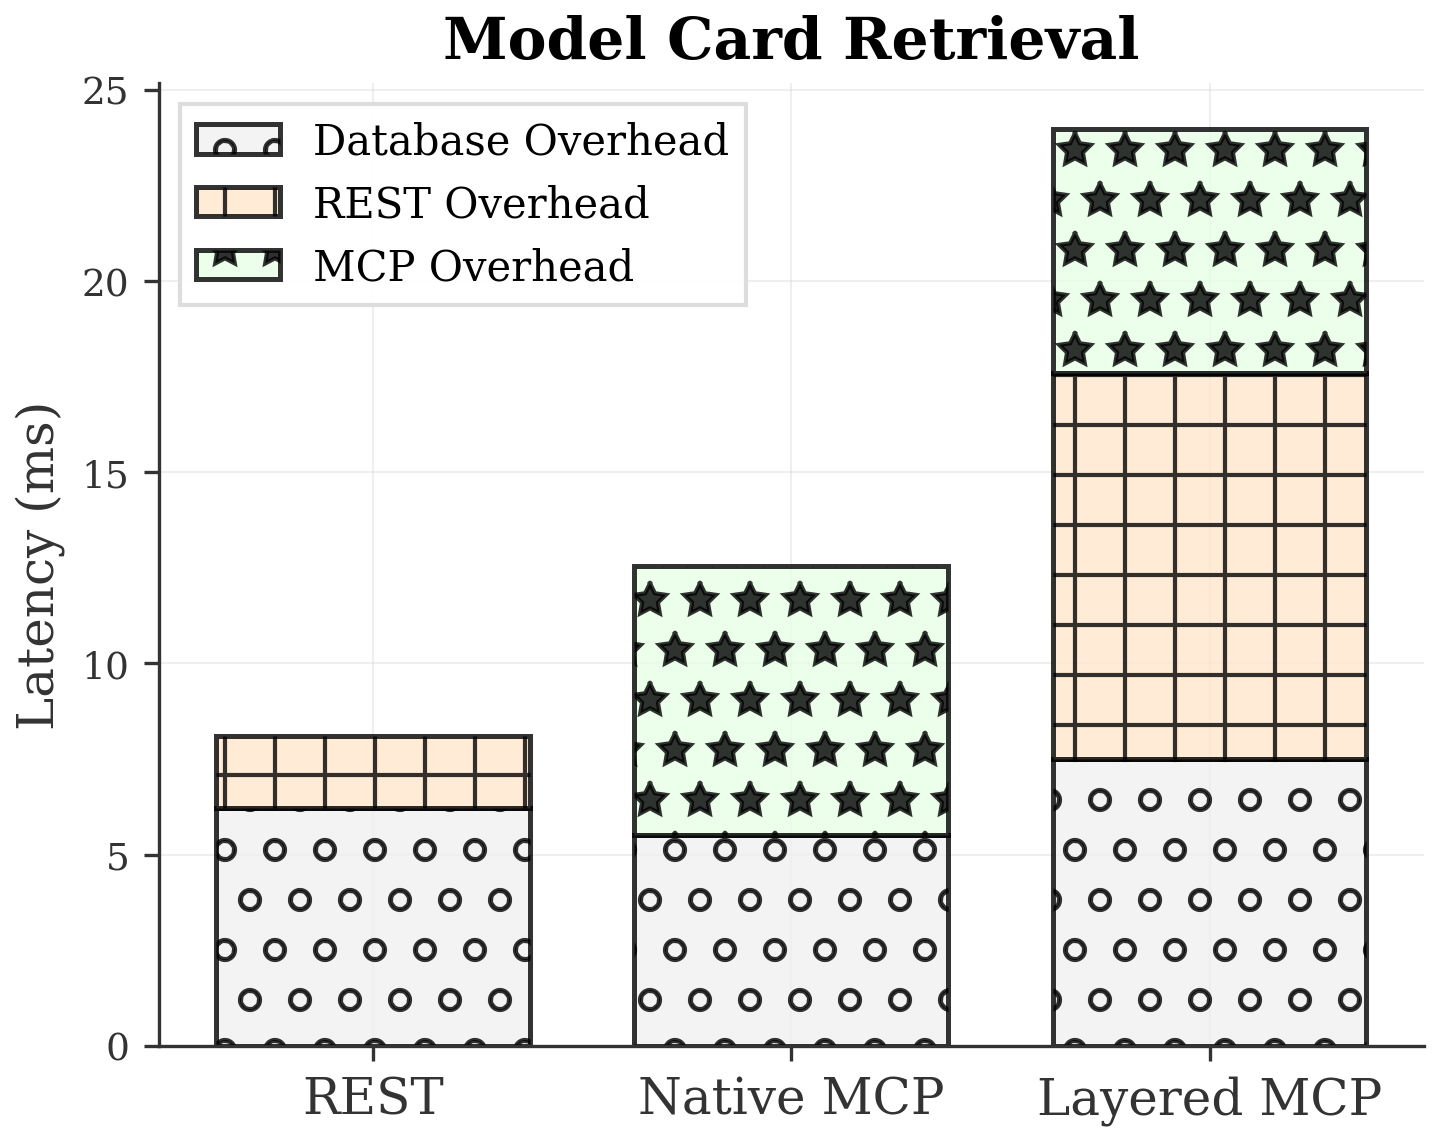 Model Card Retrieval
Database Overhead
REST Overhead
MCP Overhead
Latency (ms)
25
20
15
10
5
0
REST
Native MCP
Layered MCP